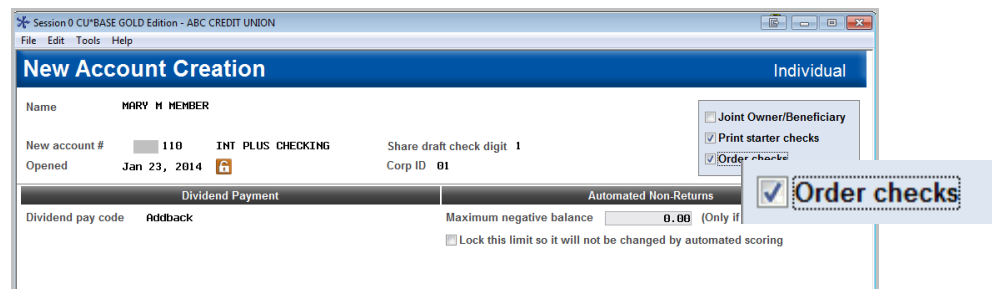 Session 0 CU*BASE GOLD Edition - ABC CREDIT UNION
File Edit Tools Help
New Account Creation Individual
Name MARY M MEMBER
Joint Owner/Beneficiary
Print starter checks
New account # 110 INT PLUS CHECKING Share draft check digit 1
Order checks
Opened Jan 23, 2014 Corp ID 01
Order checks
Dividend Payment Automated Non-Returns
Dividend pay code Addback Maximum negative balance 0.00 (Only if
Lock this limit so it will not be changed by automated scoring